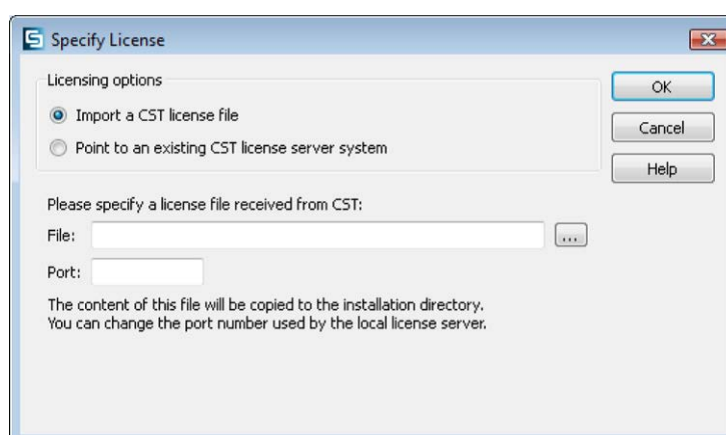 Specify License
Licensing options
Import a CST license file
Point to an existing CST license server system
OK
Cancel
Help
Please specify a license file received from CST:
File:
...
Port:
The content of this file will be copied to the installation directory.
You can change the port number used by the local license server.